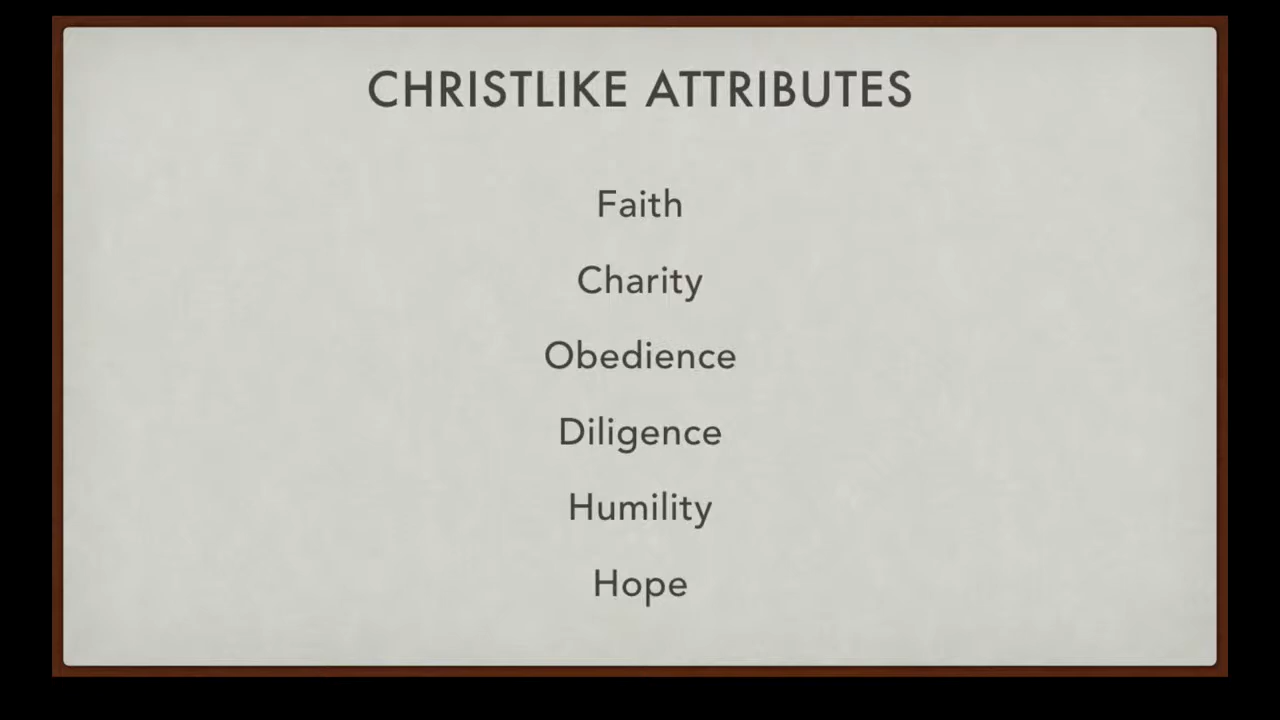 CHRISTLIKE ATTRIBUTES
Faith
Charity
Obedience
Diligence
Humility
Hope